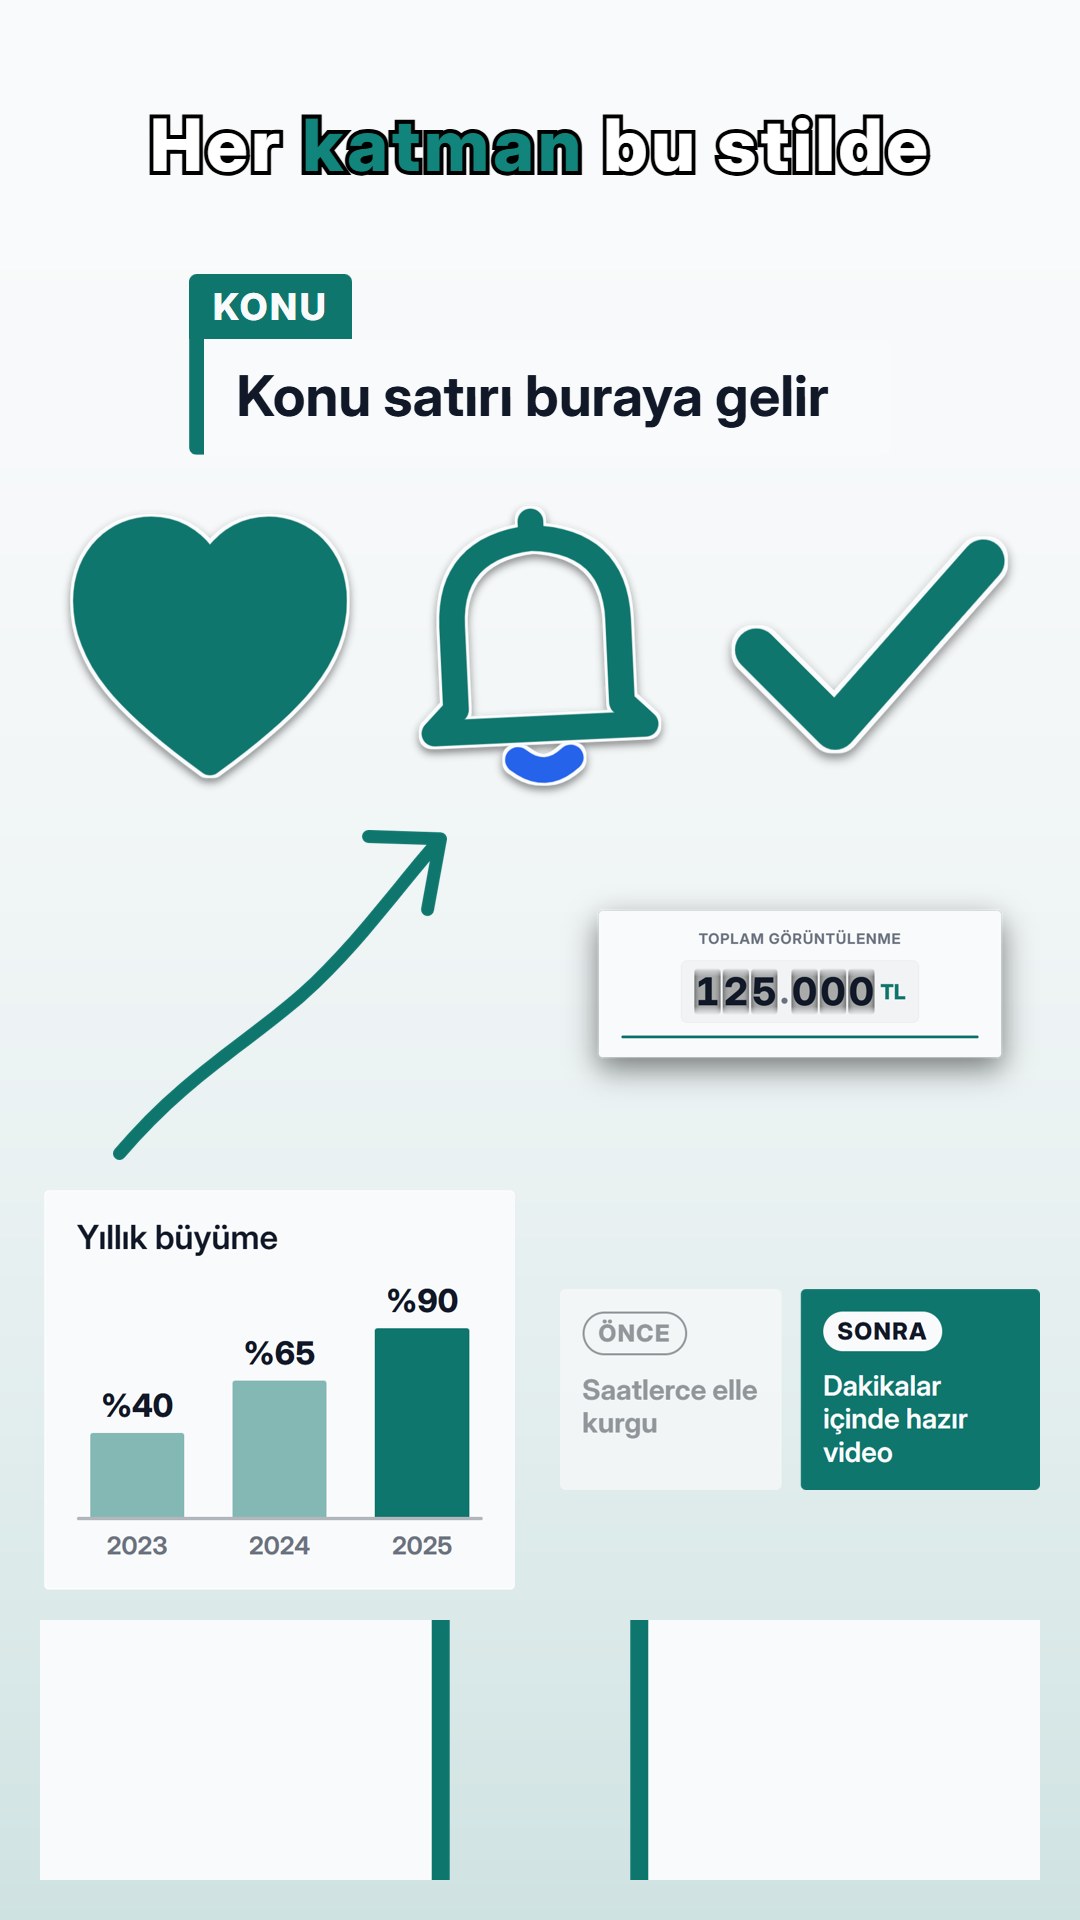 Her katman bu stilde
KONU
Konu satırı buraya gelir
TOPLAM GÖRÜNTÜLENME
125.000 TL
Yıllık büyüme
%40
%65
%90
2023
2024
2025
ÖNCE
Saatlerce elle
kurgu
SONRA
Dakikalar
içinde hazır
video